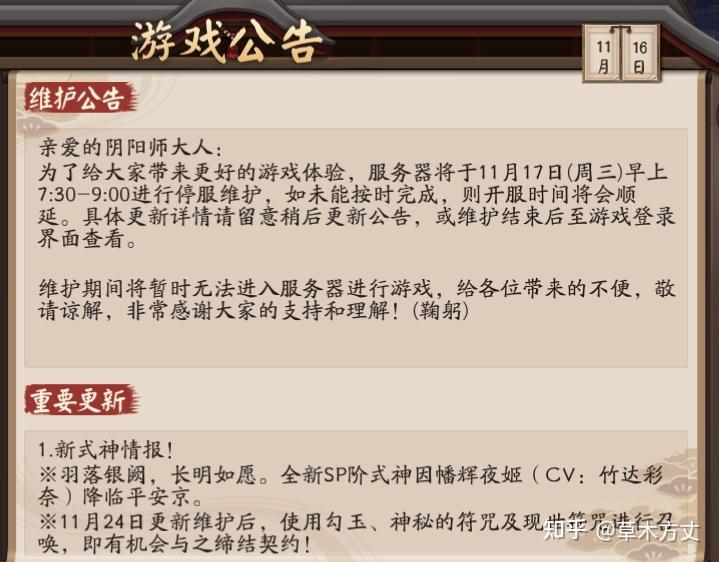 游戏公告
11月
16日
维护公告
亲爱的阴阳师大人：
为了给大家带来更好的游戏体验，服务器将于11月17日(周三)早上
7:30-9:00进行停服维护，如未能按时完成，则开服时间将会顺
延。具体更新详情请留意稍后更新公告，或维护结束后至游戏登录
界面查看。
维护期间将暂时无法进入服务器进行游戏，给各位带来的不便，敬
请谅解，非常感谢大家的支持和理解！(鞠躬)
重要更新
1.新式神情报！
※羽落银阙，长明如愿。全新SP阶式神因幡辉夜姬（CV：竹达彩
奈）降临平安京。
※11月24日更新维护后，使用勾玉、神秘的符咒及现世符咒进行召
唤，即有机会与之缔结契约！
知乎 @草木方丈